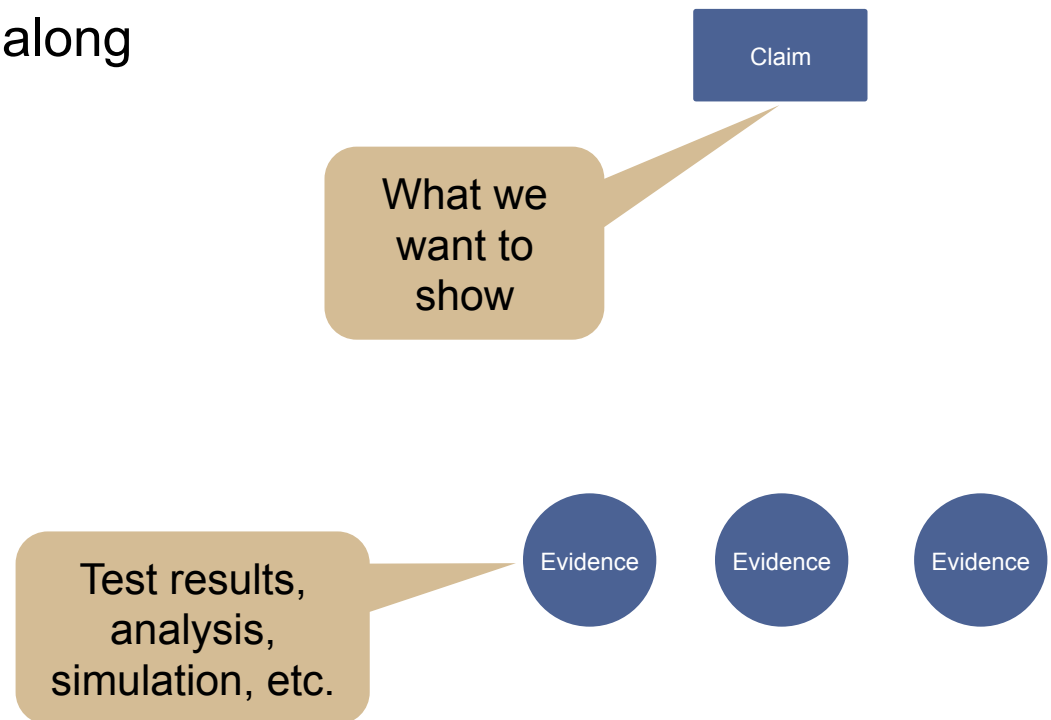 along
Claim
What we
want to
show
Evidence
Evidence
Evidence
Test results,
analysis,
simulation, etc.